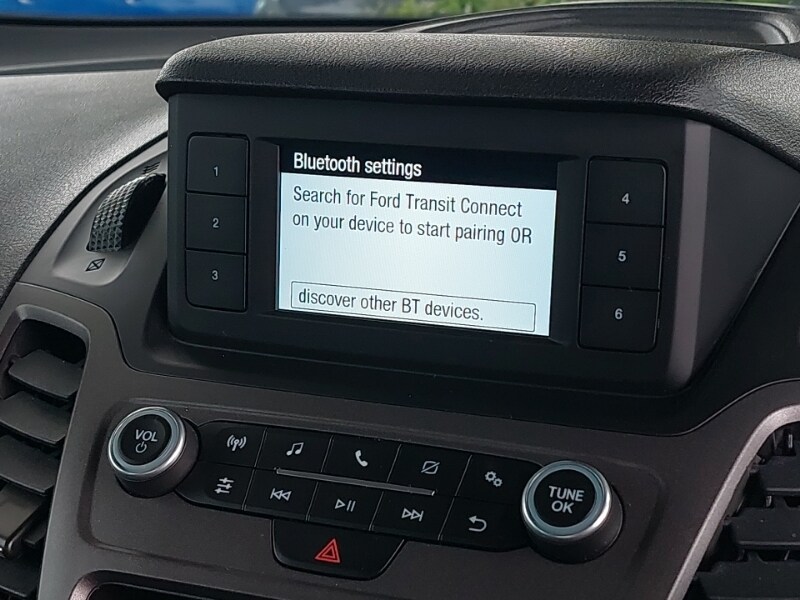 Bluetooth settings
Search for Ford Transit Connect
on your device to start pairing OR
discover other BT devices.
1
2
3
4
5
6
VOL
TUNE
OK